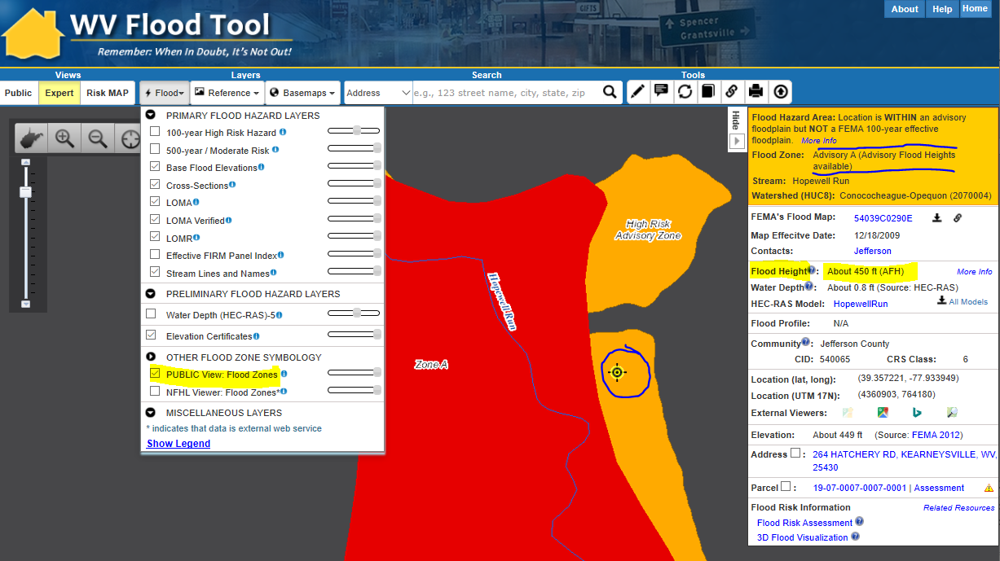 WV Flood Tool
Remember: When In Doubt, It's Not Out!
GIFTS
Spencer
Grantsville
About Help Home
Views Layers Search Tools
Public Expert Risk MAP Flood Reference Basemaps Address e.g., 123 street name, city, state, zip
PRIMARY FLOOD HAZARD LAYERS
100-year High Risk Hazard
500-year / Moderate Risk
Base Flood Elevations
Cross-Sections
LOMA
LOMA Verified
LOMR
Effective FIRM Panel Index
Stream Lines and Names
PRELIMINARY FLOOD HAZARD LAYERS
Water Depth (HEC-RAS)-5
Elevation Certificates
OTHER FLOOD ZONE SYMBOLOGY
PUBLIC View: Flood Zones
NFHL Viewer: Flood Zones*
MISCELLANEOUS LAYERS
* indicates that data is external web service
Show Legend
High Risk
Advisory Zone
Hopewell Run
Zone A
Hide
Flood Hazard Area: Location is WITHIN an advisory
floodplain but NOT a FEMA 100-year effective
floodplain. More Info
Flood Zone: Advisory A (Advisory Flood Heights
available)
Stream: Hopewell Run
Watershed (HUC8): Conococheague-Opequon (2070004)
FEMA's Flood Map: 54039C0290E
Map Effecitve Date: 12/18/2009
Contacts: Jefferson
Flood Height: About 450 ft (AFH) More Info
Water Depth: About 0.8 ft (Source: HEC-RAS)
HEC-RAS Model: HopewellRun All Models
Flood Profile: N/A
Community: Jefferson County
CID: 540065 CRS Class: 6
Location (lat, long): (39.357221, -77.933949)
Location (UTM 17N): (4360903, 764180)
External Viewers:
Elevation: About 449 ft (Source: FEMA 2012)
Address : 264 HATCHERY RD, KEARNEYSVILLE, WV,
25430
Parcel : 19-07-0007-0007-0001 | Assessment
Flood Risk Information Related Resources
Flood Risk Assessment
3D Flood Visualization